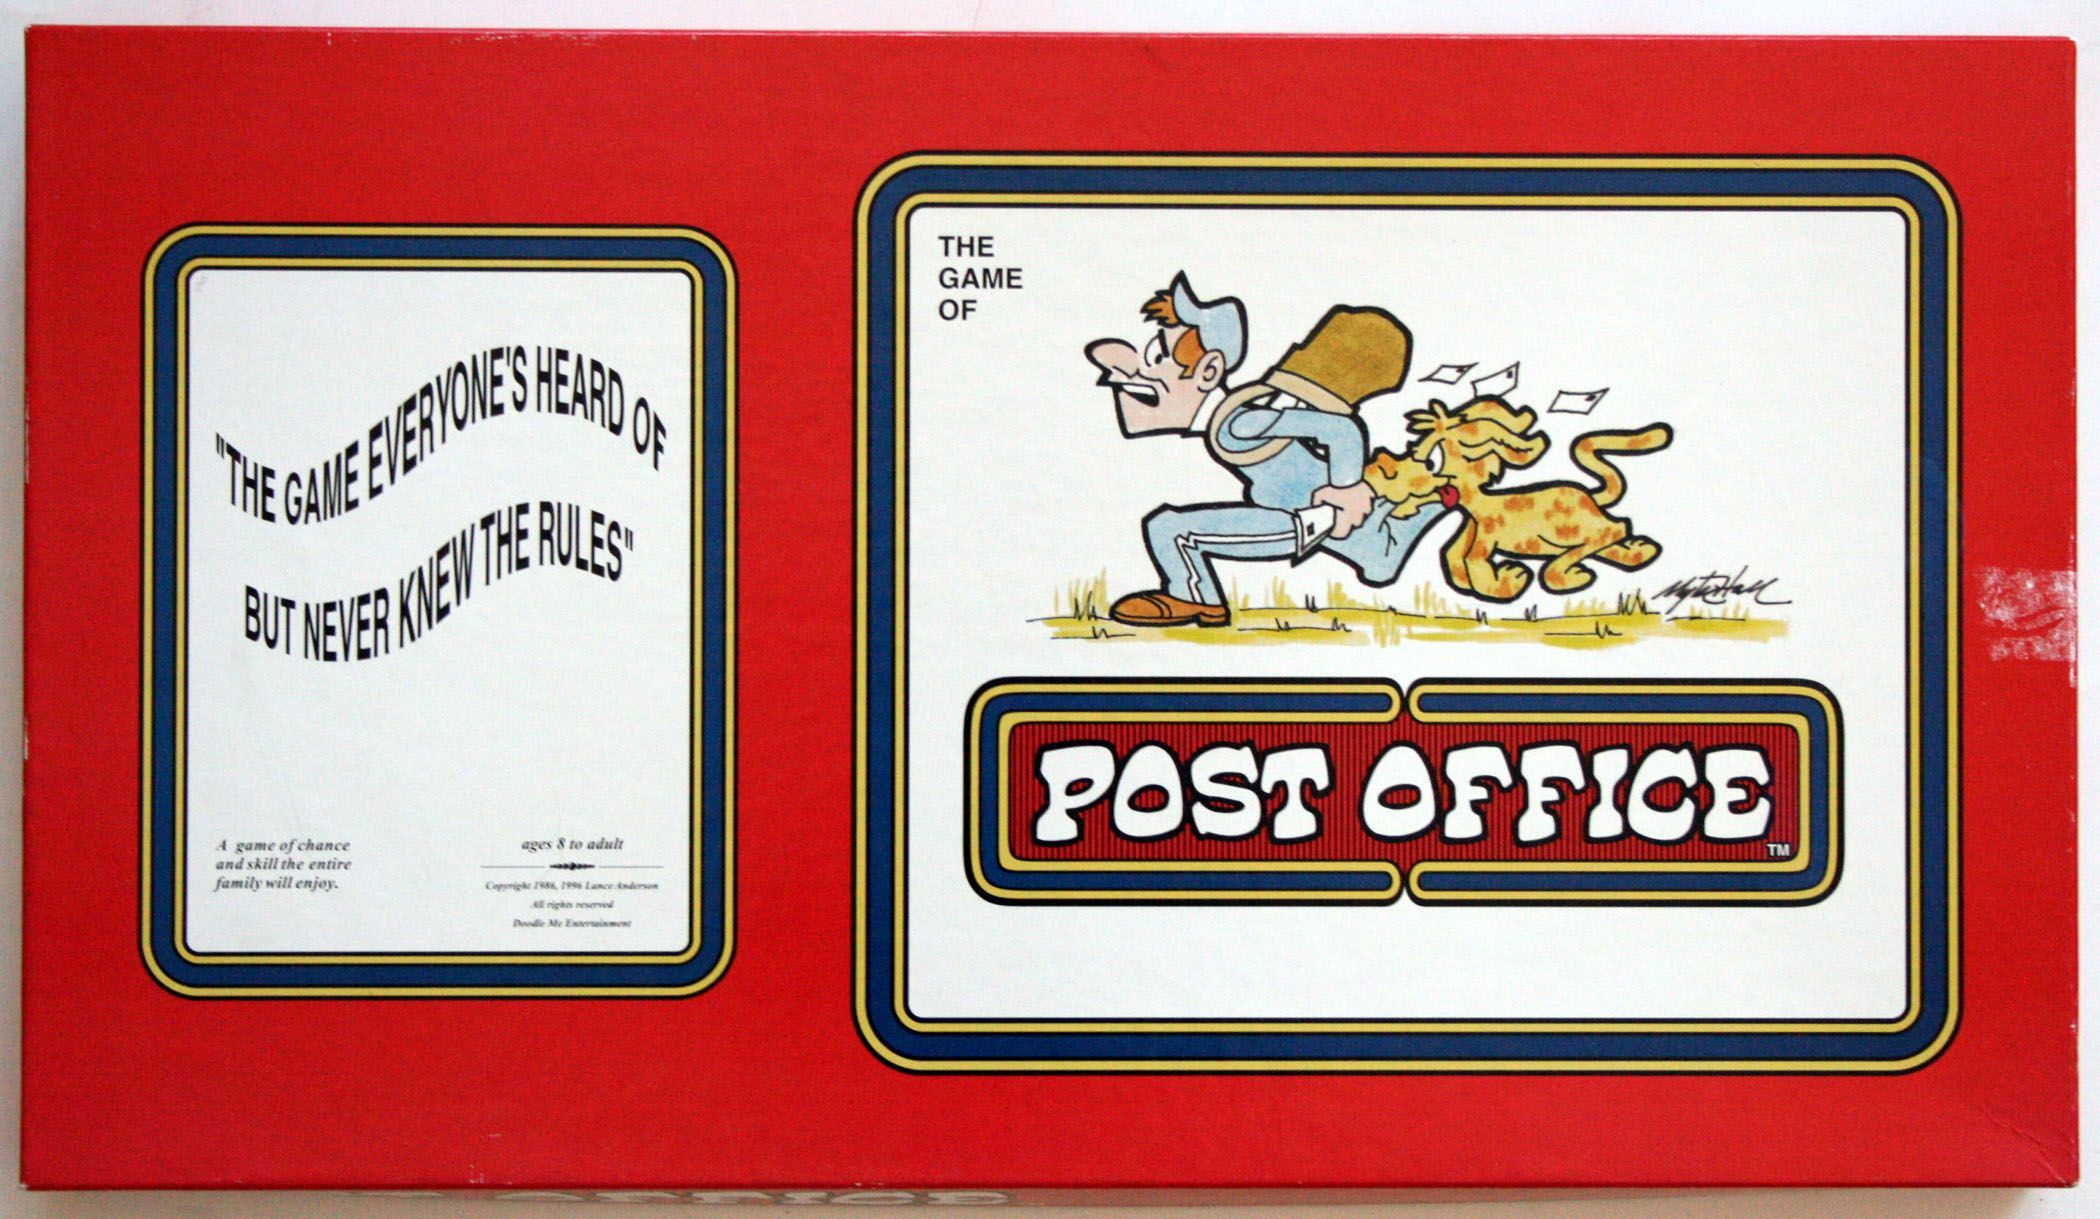 "THE GAME EVERYONE'S HEARD OF
BUT NEVER KNEW THE RULES"
A game of chance
and skill the entire
family will enjoy.
ages 8 to adult
Copyright 1986, 1996 Lance Anderson
All rights reserved
Doodle Me Entertainment
THE
GAME
OF
POST OFFICE
TM
OFFICE